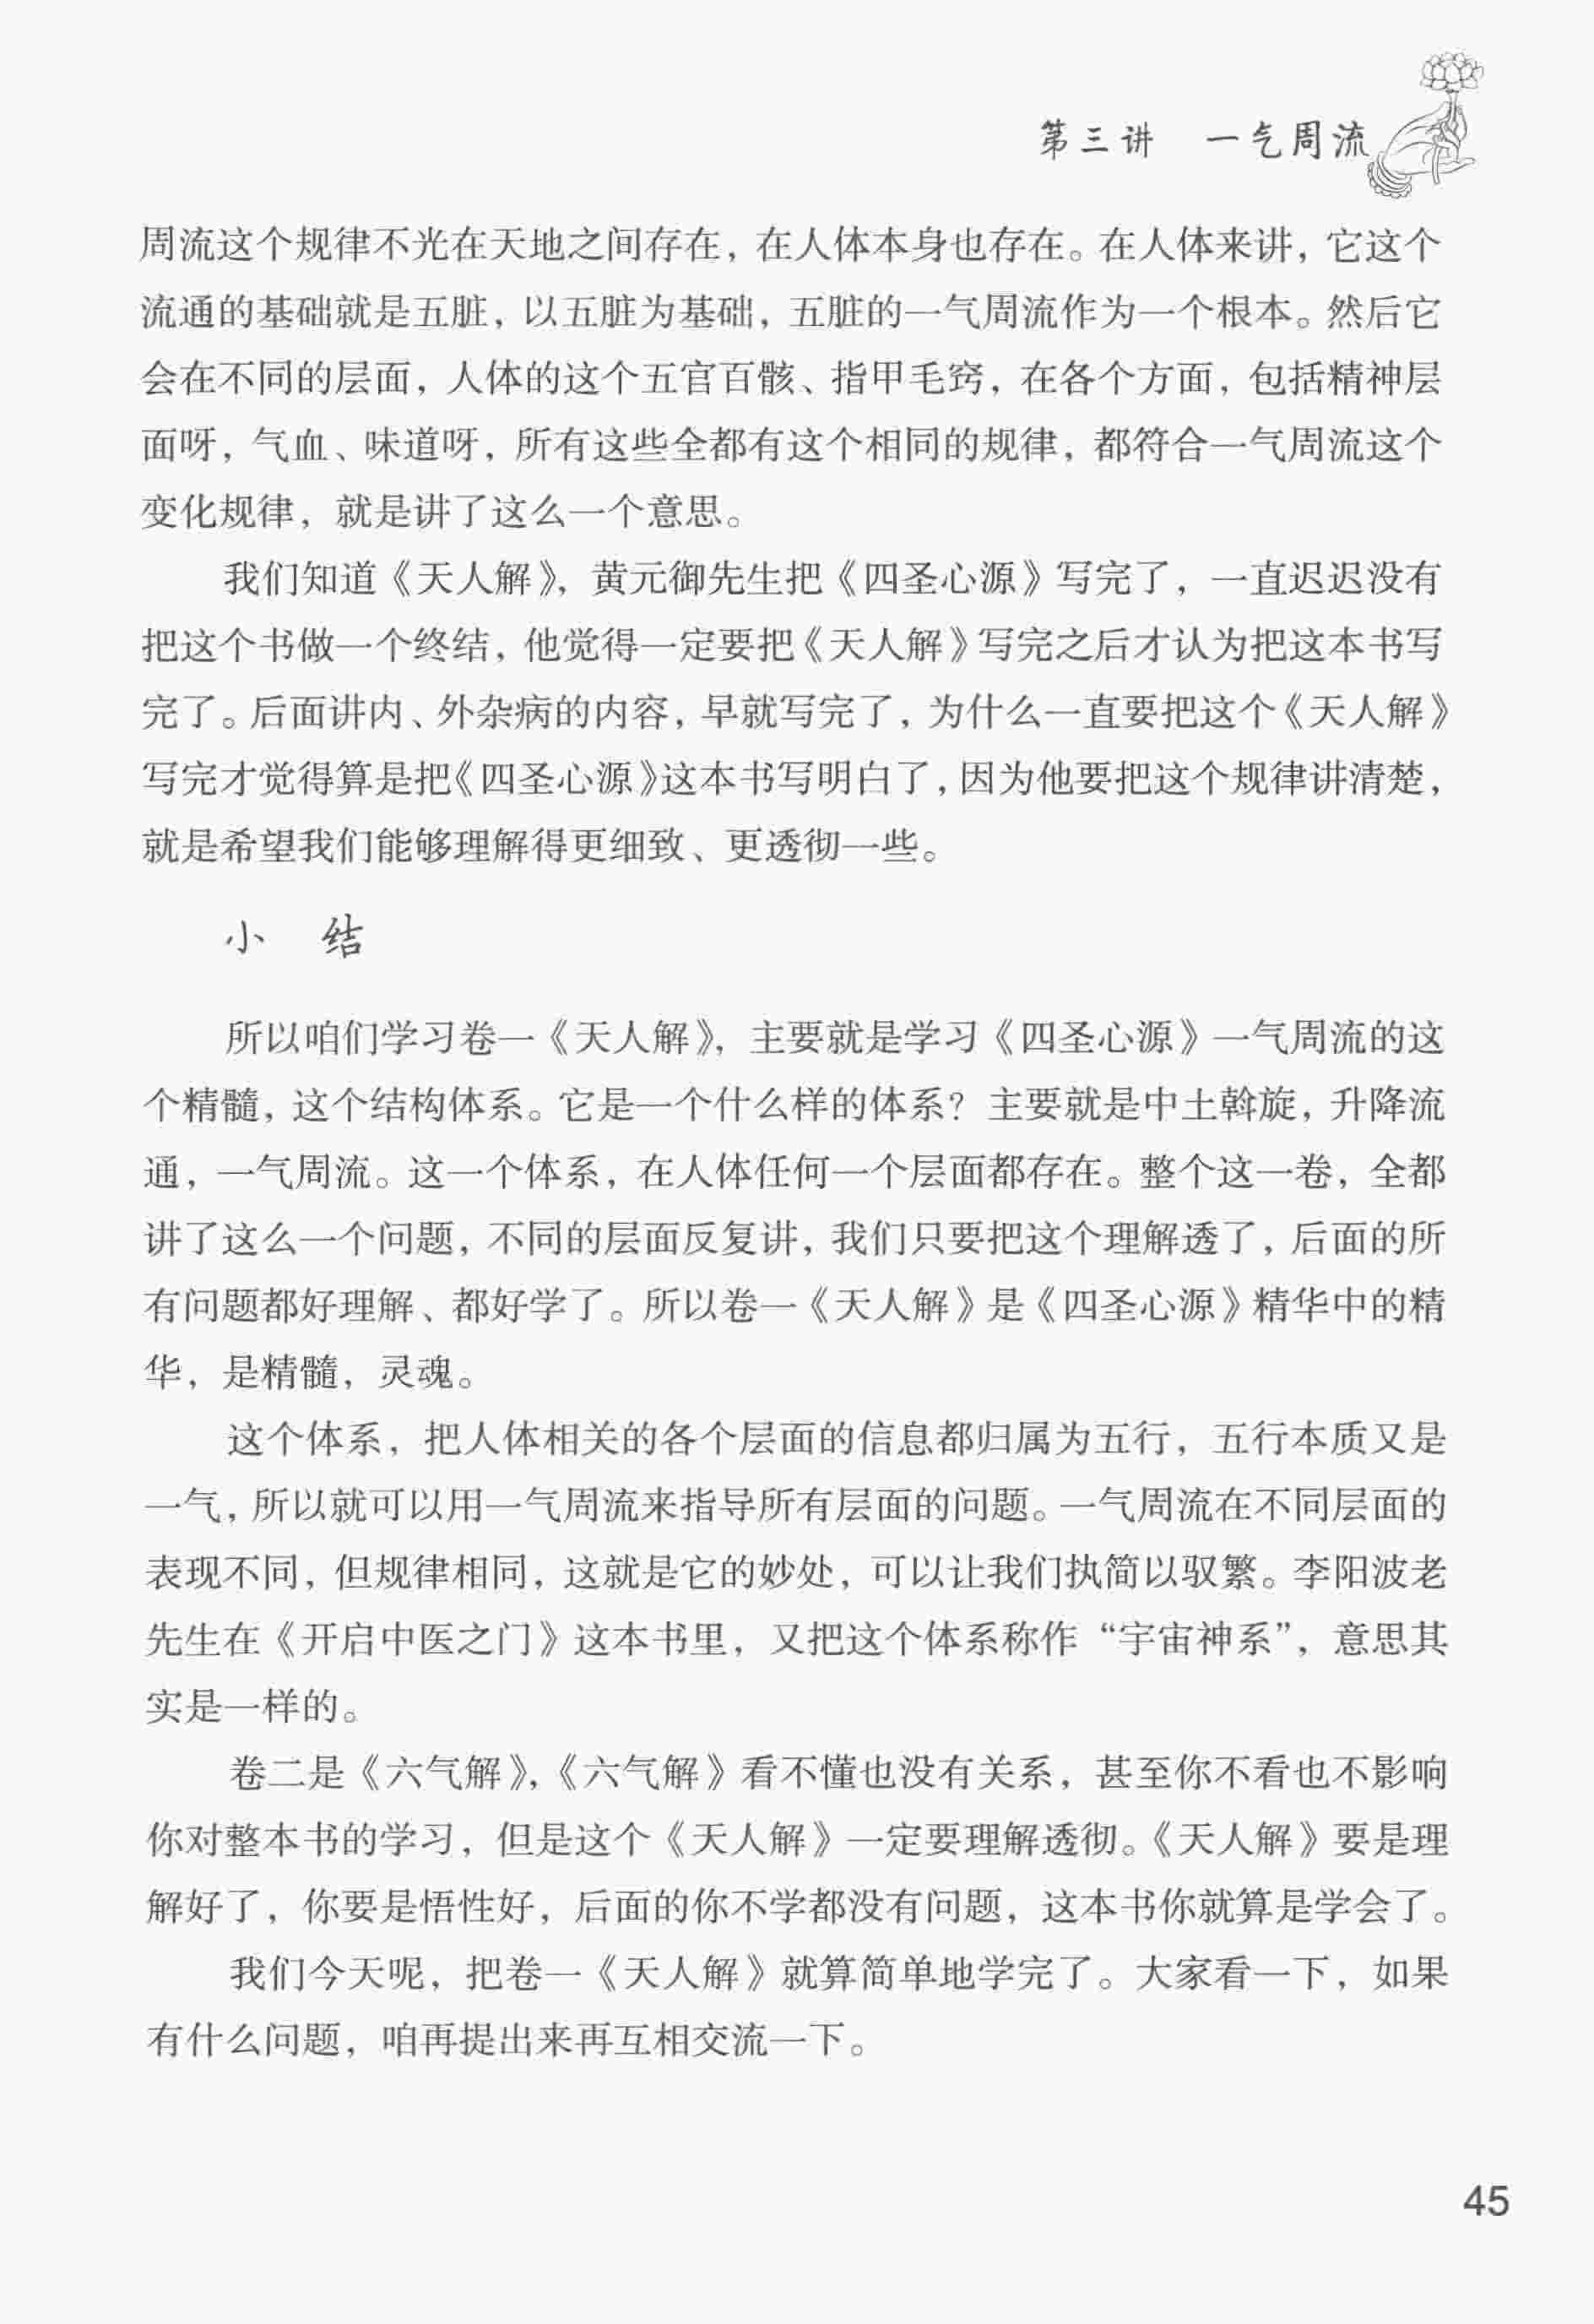 第三讲　一气周流
周流这个规律不光在天地之间存在，在人体本身也存在。在人体来讲，它这个
流通的基础就是五脏，以五脏为基础，五脏的一气周流作为一个根本。然后它
会在不同的层面，人体的这个五官百骸、指甲毛窍，在各个方面，包括精神层
面呀，气血、味道呀，所有这些全都有这个相同的规律，都符合一气周流这个
变化规律，就是讲了这么一个意思。
我们知道《天人解》，黄元御先生把《四圣心源》写完了，一直迟迟没有
把这个书做一个终结，他觉得一定要把《天人解》写完之后才认为把这本书写
完了。后面讲内、外杂病的内容，早就写完了，为什么一直要把这个《天人解》
写完才觉得算是把《四圣心源》这本书写明白了，因为他要把这个规律讲清楚，
就是希望我们能够理解得更细致、更透彻一些。
小　结
所以咱们学习卷一《天人解》，主要就是学习《四圣心源》一气周流的这
个精髓，这个结构体系。它是一个什么样的体系？主要就是中土斡旋，升降流
通，一气周流。这一个体系，在人体任何一个层面都存在。整个这一卷，全都
讲了这么一个问题，不同的层面反复讲，我们只要把这个理解透了，后面的所
有问题都好理解、都好学了。所以卷一《天人解》是《四圣心源》精华中的精
华，是精髓，灵魂。
这个体系，把人体相关的各个层面的信息都归属为五行，五行本质又是
一气，所以就可以用一气周流来指导所有层面的问题。一气周流在不同层面的
表现不同，但规律相同，这就是它的妙处，可以让我们执简以驭繁。李阳波老
先生在《开启中医之门》这本书里，又把这个体系称作“宇宙神系”，意思其
实是一样的。
卷二是《六气解》，《六气解》看不懂也没有关系，甚至你不看也不影响
你对整本书的学习，但是这个《天人解》一定要理解透彻。《天人解》要是理
解好了，你要是悟性好，后面的你不学都没有问题，这本书你就算是学会了。
我们今天呢，把卷一《天人解》就算简单地学完了。大家看一下，如果
有什么问题，咱再提出来再互相交流一下。
45